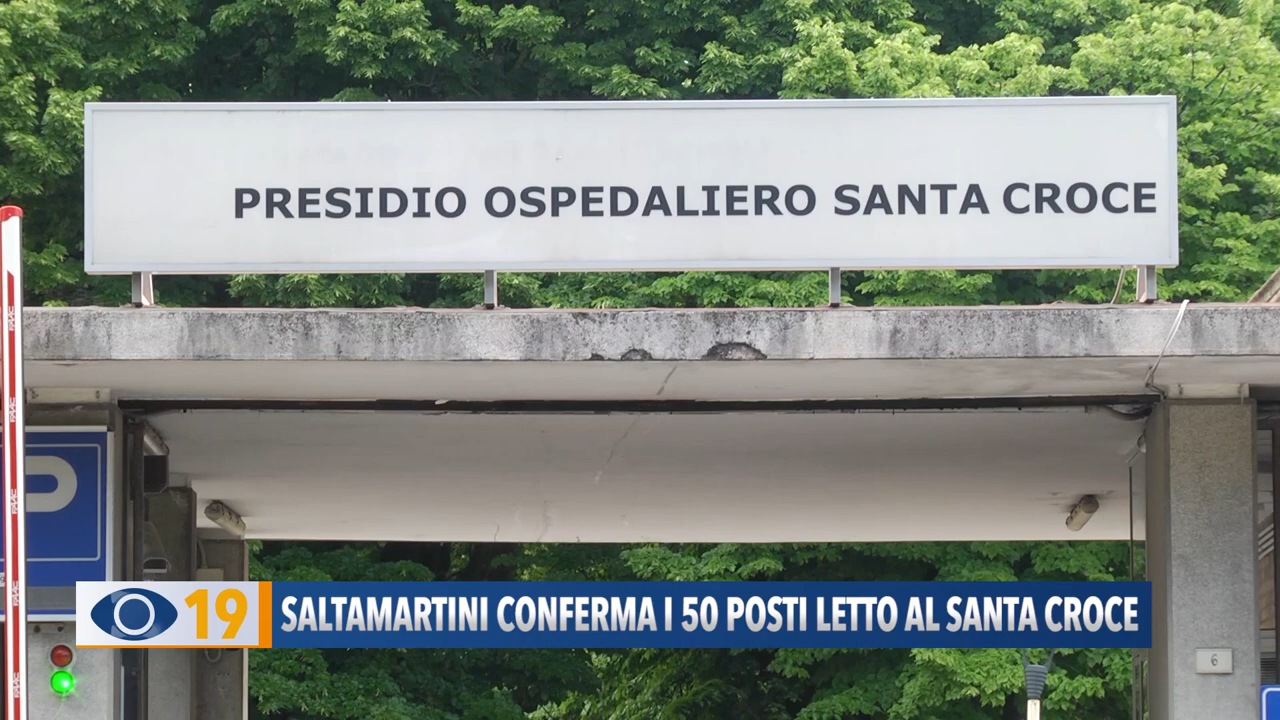 PRESIDIO OSPEDALIERO SANTA CROCE
P
19 SALTAMARTINI CONFERMA I 50 POSTI LETTO AL SANTA CROCE
6